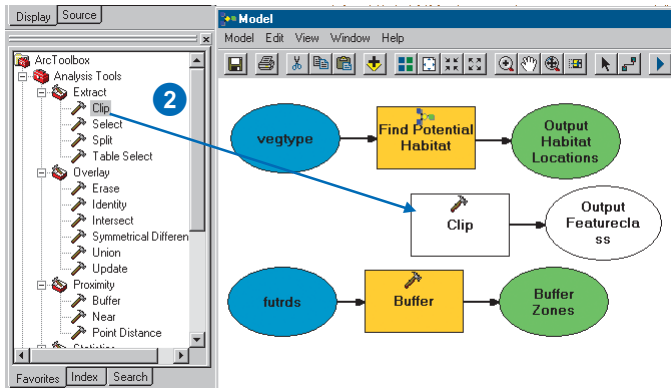 Display Source
ArcToolbox
Analysis Tools
Extract
Clip
Select
Split
Table Select
Overlay
Erase
Identity
Intersect
Symmetrical Differen
Union
Update
Proximity
Buffer
Near
Point Distance
Favorites Index Search
2
Model
Model Edit View Window Help
vegtype
Find Potential
Habitat
Output
Habitat
Locations
Clip
Output
Featurecla
ss
futrds
Buffer
Buffer
Zones